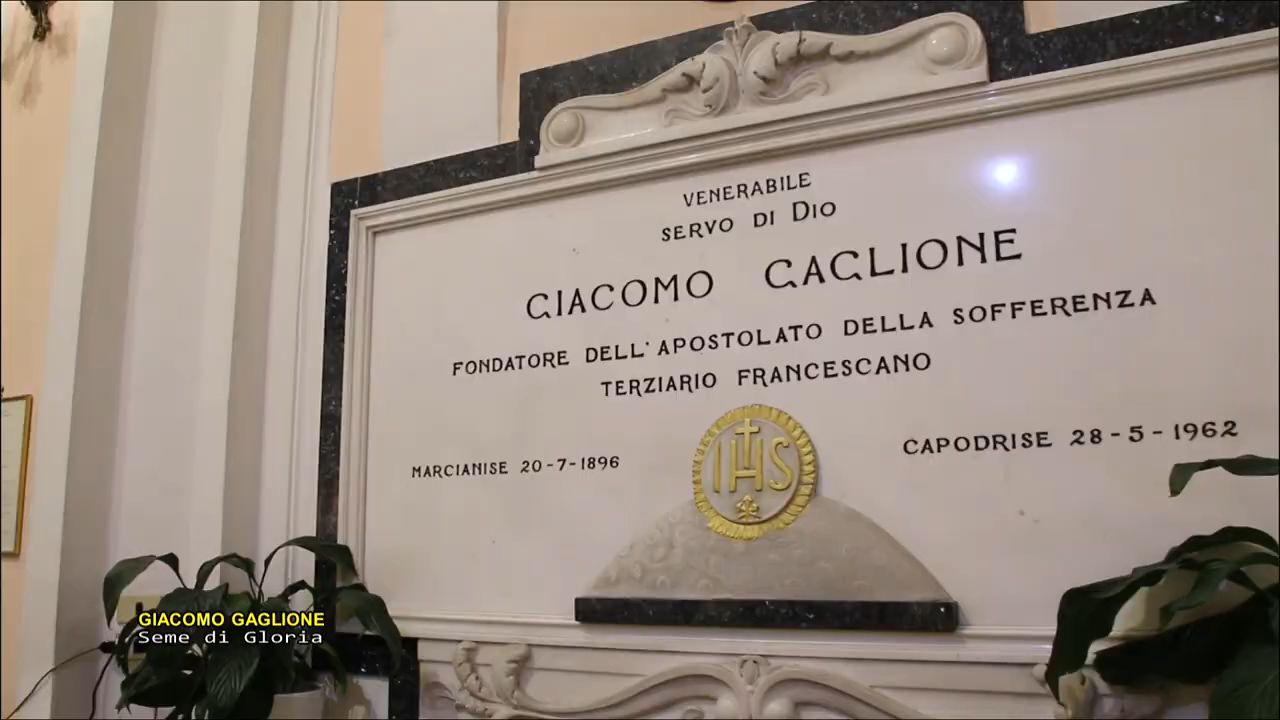 VENERABILE
SERVO DI DIO
GIACOMO GAGLIONE
FONDATORE DELL'APOSTOLATO DELLA SOFFERENZA
TERZIARIO FRANCESCANO
MARCIANISE 20-7-1896
IHS
CAPODRISE 28-5-1962
GIACOMO GAGLIONE
Seme di Gloria